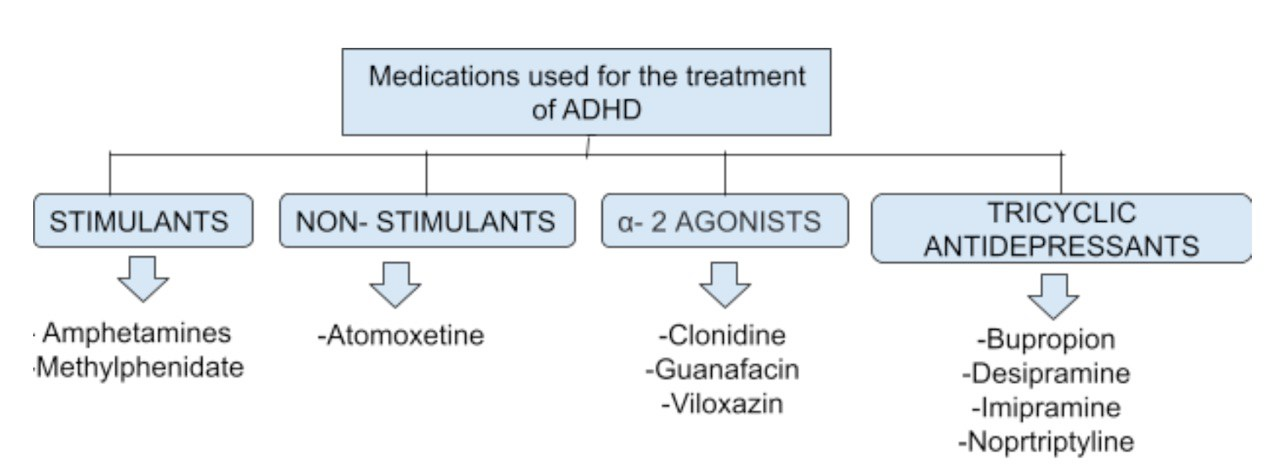 Medications used for the treatment
of ADHD
STIMULANTS
- Amphetamines
-Methylphenidate
NON- STIMULANTS
-Atomoxetine
α- 2 AGONISTS
-Clonidine
-Guanafacin
-Viloxazin
TRICYCLIC
ANTIDEPRESSANTS
-Bupropion
-Desipramine
-Imipramine
-Noprtriptyline